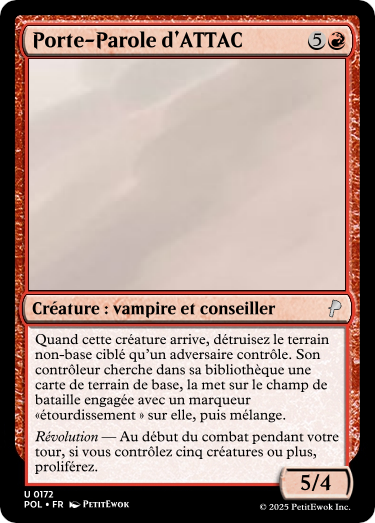 Porte-Parole d'ATTAC 5
Créature : vampire et conseiller
Quand cette créature arrive, détruisez le terrain
non-base ciblé qu'un adversaire contrôle. Son
contrôleur cherche dans sa bibliothèque une
carte de terrain de base, la met sur le champ de
bataille engagée avec un marqueur
«étourdissement » sur elle, puis mélange.
Révolution — Au début du combat pendant votre
tour, si vous contrôlez cinq créatures ou plus,
proliférez.
5/4
U 0172
POL • FR PetitEwok
© 2025 PetitEwok Inc.